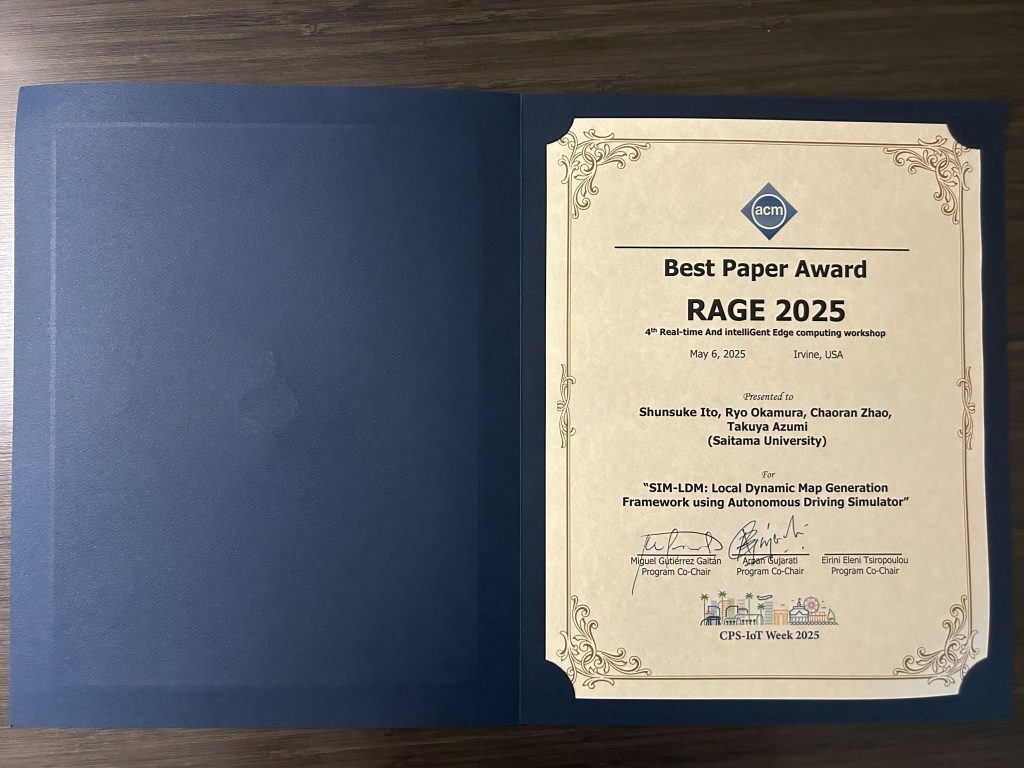 acm
Best Paper Award
RAGE 2025
4th Real-time And intelliGent Edge computing workshop
May 6, 2025 Irvine, USA
Presented to
Shunsuke Ito, Ryo Okamura, Chaoran Zhao,
Takuya Azumi
(Saitama University)
For
“SIM-LDM: Local Dynamic Map Generation
Framework using Autonomous Driving Simulator”
Miguel Gutiérrez Gaitán Arpan Gujarati Eirini Eleni Tsiropoulou
Program Co-Chair Program Co-Chair Program Co-Chair
CPS-IoT Week 2025